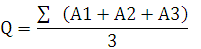 Q = ∑ (A1 + A2 + A3) / 3